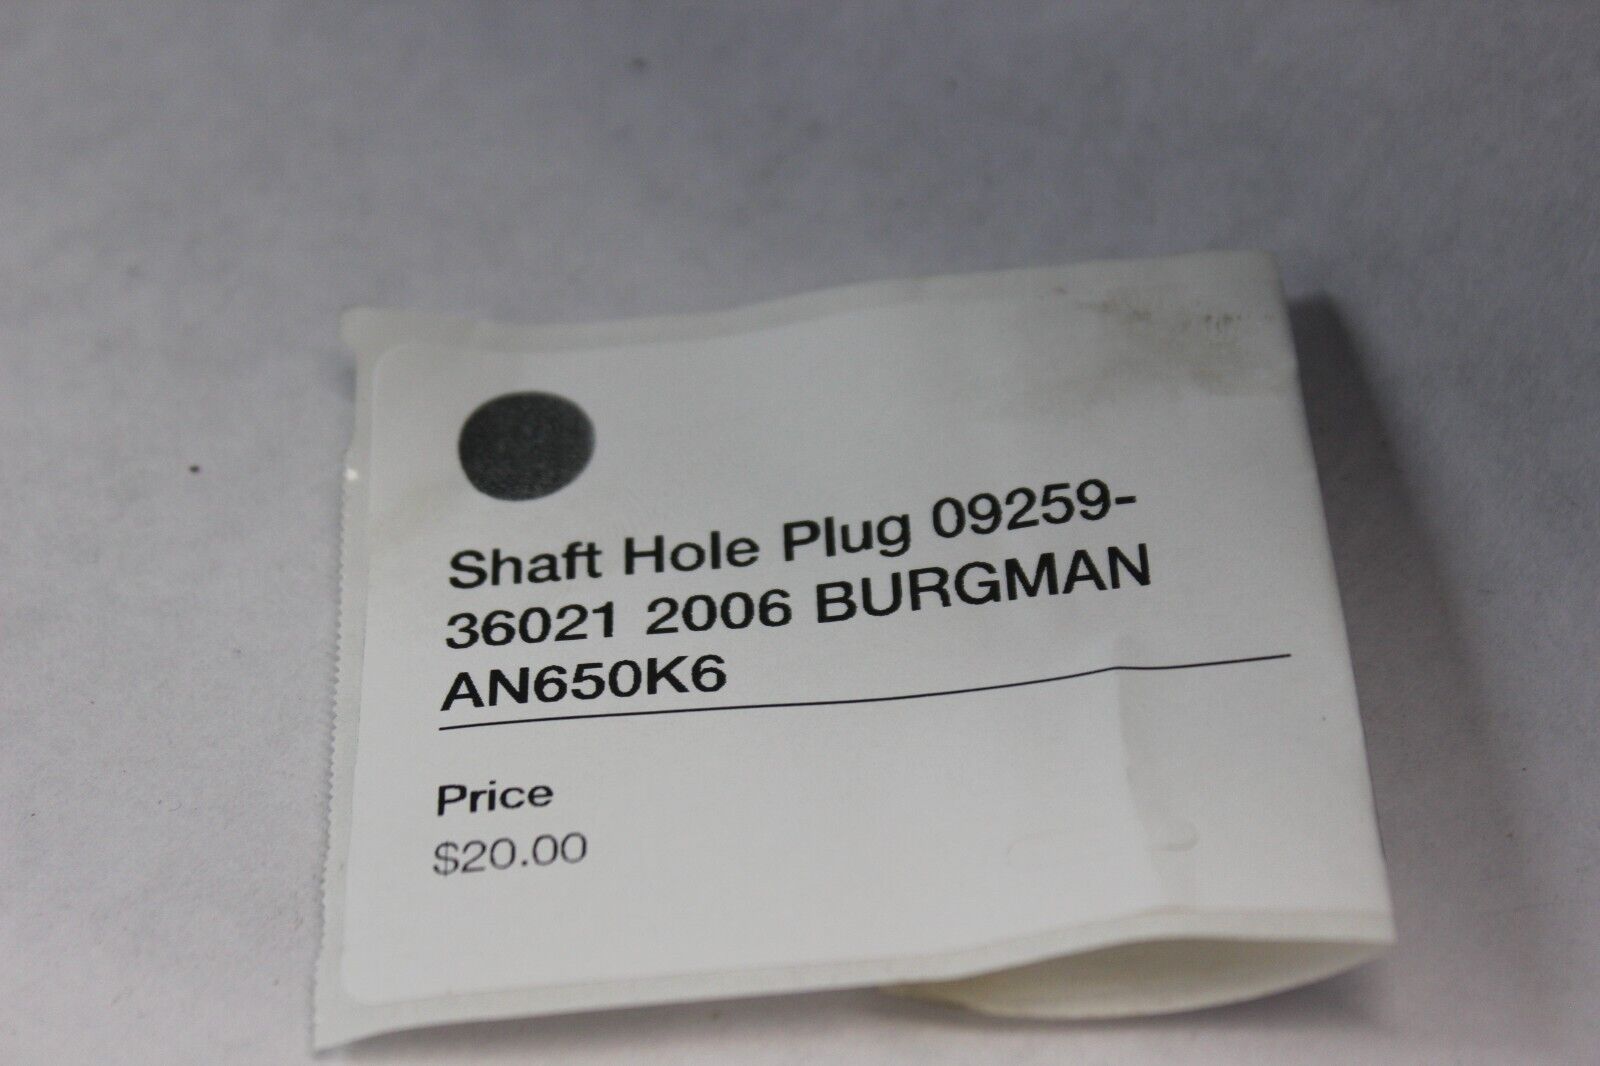 Shaft Hole Plug 09259-
36021 2006 BURGMAN
AN650K6
Price
$20.00